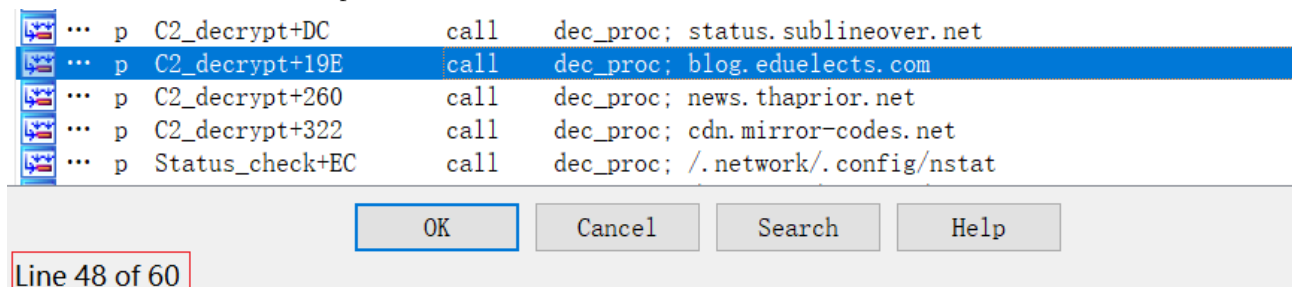 ... p C2_decrypt+DC call dec_proc; status.sublineover.net
... p C2_decrypt+19E call dec_proc; blog.eduelects.com
... p C2_decrypt+260 call dec_proc; news.thaprior.net
... p C2_decrypt+322 call dec_proc; cdn.mirror-codes.net
... p Status_check+EC call dec_proc; /.network/.config/nstat
OK Cancel Search Help
Line 48 of 60